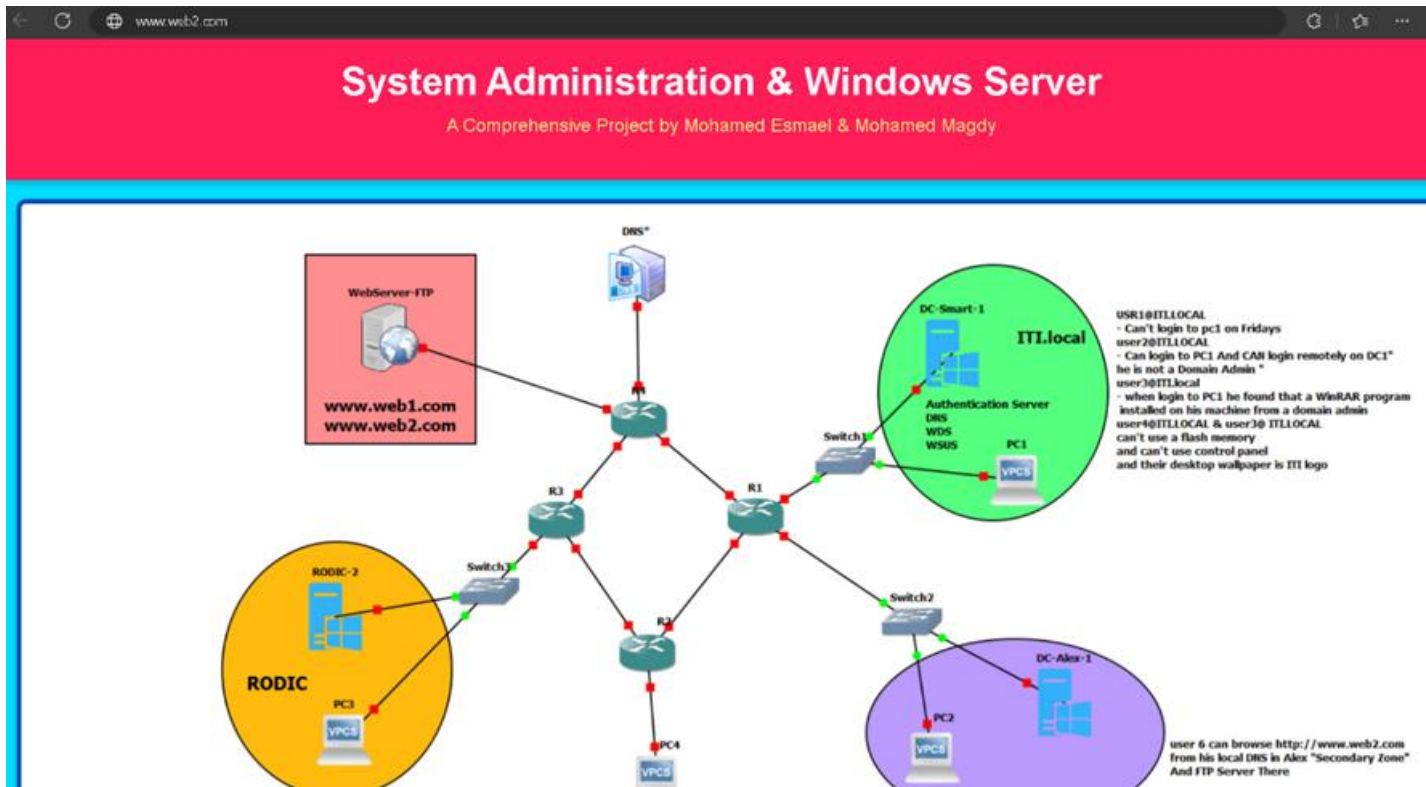 www.web2.com
System Administration & Windows Server
A Comprehensive Project by Mohamed Esmael & Mohamed Magdy
DNS"
WebServer-FTP
www.web1.com
www.web2.com
DC-Smart-1
ITI.local
Authentication Server
DNS
WDS
WSUS
Switch1
PC1
VPCS
USR1@ITI.LOCAL
- Can't login to pc1 on Fridays
user2@ITI.LOCAL
- Can login to PC1 And CAN login remotely on DC1"
he is not a Domain Admin "
user3@ITI.local
- when login to PC1 he found that a WinRAR program
installed on his machine from a domain admin
user4@ITI.LOCAL & user3@ ITI.LOCAL
can't use a flash memory
and can't use control panel
and their desktop wallpaper is ITI logo
R3
R1
Switch3
RODIC-2
RODIC
PC3
VPCS
R2
PC4
VPCS
Switch2
DC-Alex-1
PC2
VPCS
user 6 can browse http://www.web2.com
from his local DNS in Alex "Secondary Zone"
And FTP Server There